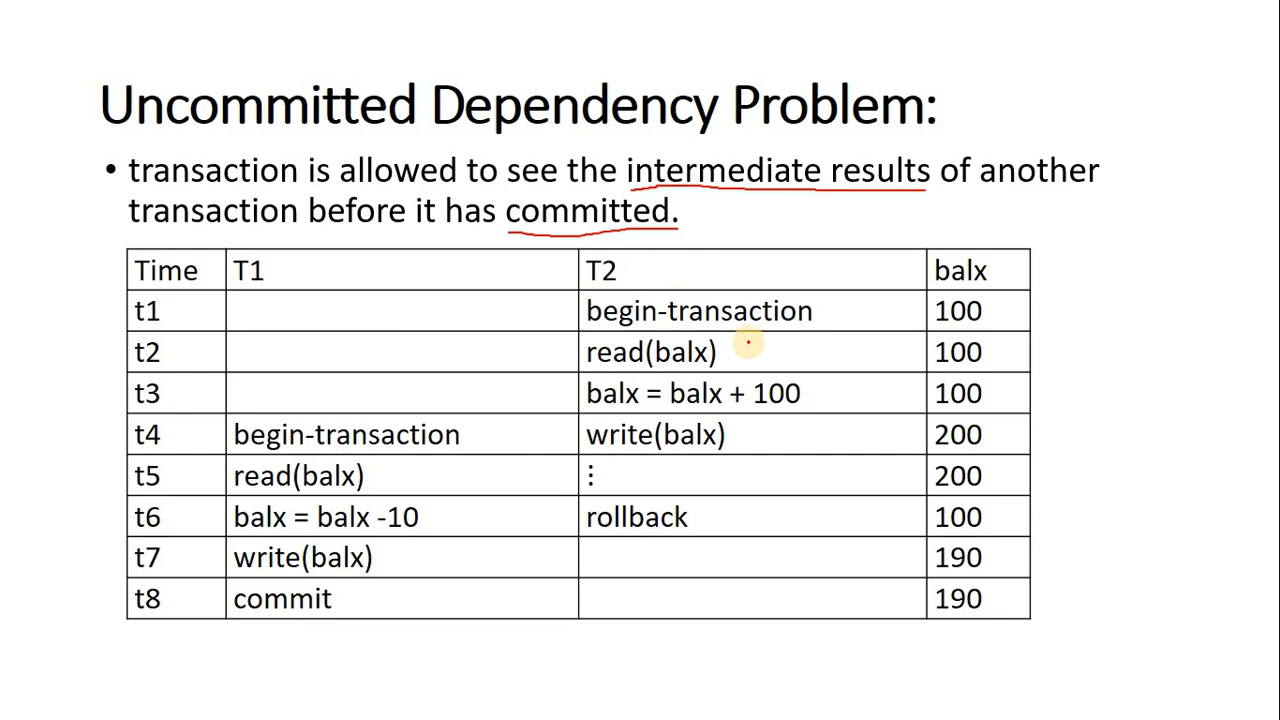 Uncommitted Dependency Problem:
• transaction is allowed to see the intermediate results of another
transaction before it has committed.
Time T1 T2 balx
t1 begin-transaction 100
t2 read(balx) 100
t3 balx = balx + 100 100
t4 begin-transaction write(balx) 200
t5 read(balx) ⋮ 200
t6 balx = balx -10 rollback 100
t7 write(balx) 190
t8 commit 190